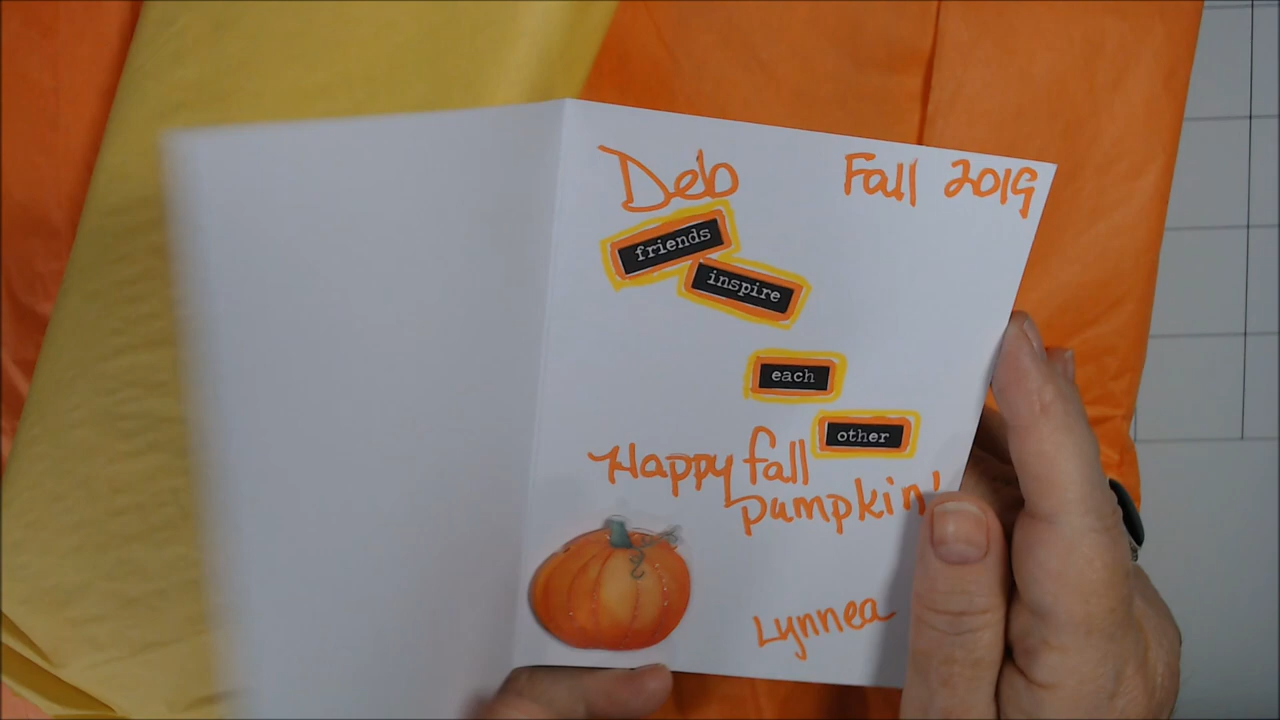 Deb Fall 2019
friends
inspire
each
other
Happy fall
pumpkin!
Lynnea